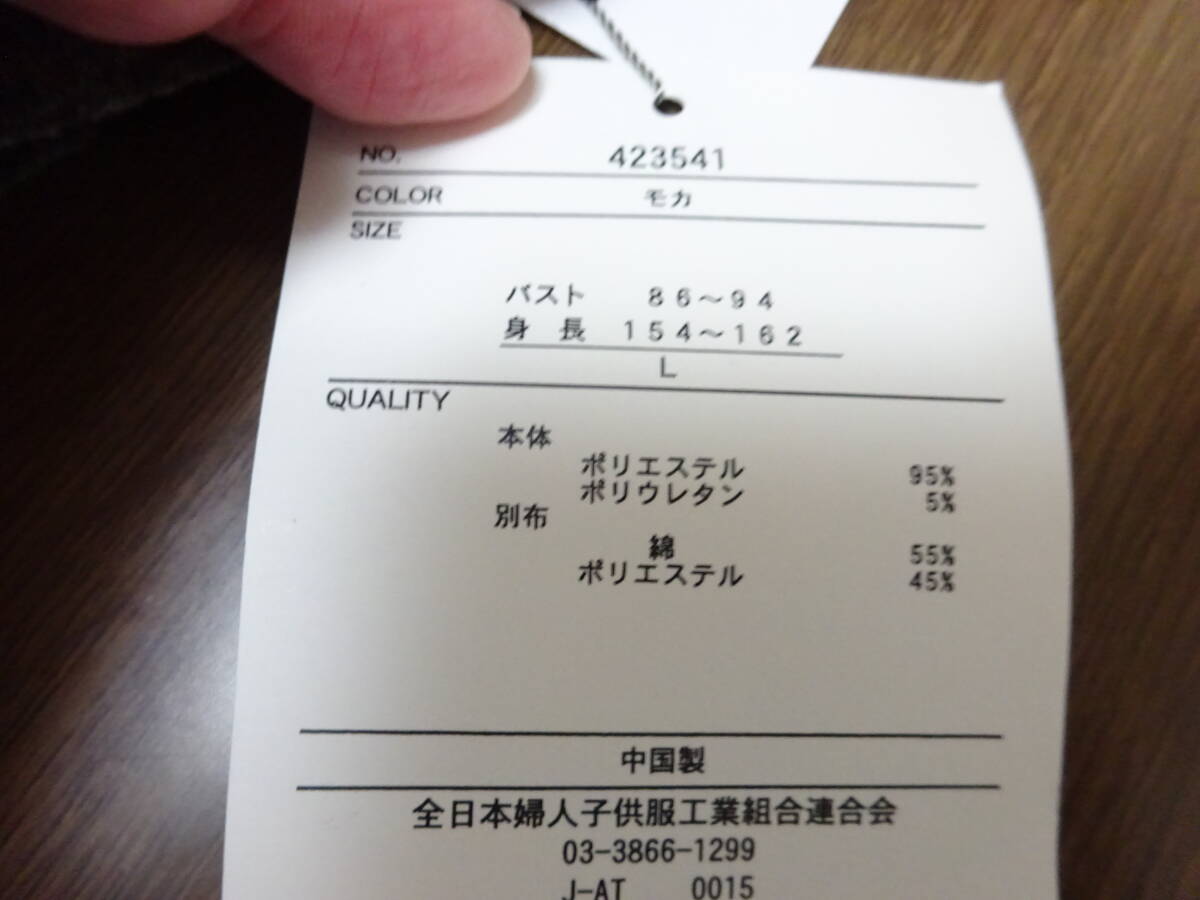 NO. 423541
COLOR モカ
SIZE
バスト 86～94
身長 154～162
L
QUALITY
本体
ポリエステル 95%
ポリウレタン 5%
別布
綿 55%
ポリエステル 45%
中国製
全日本婦人子供服工業組合連合会
03-3866-1299
J-AT 0015